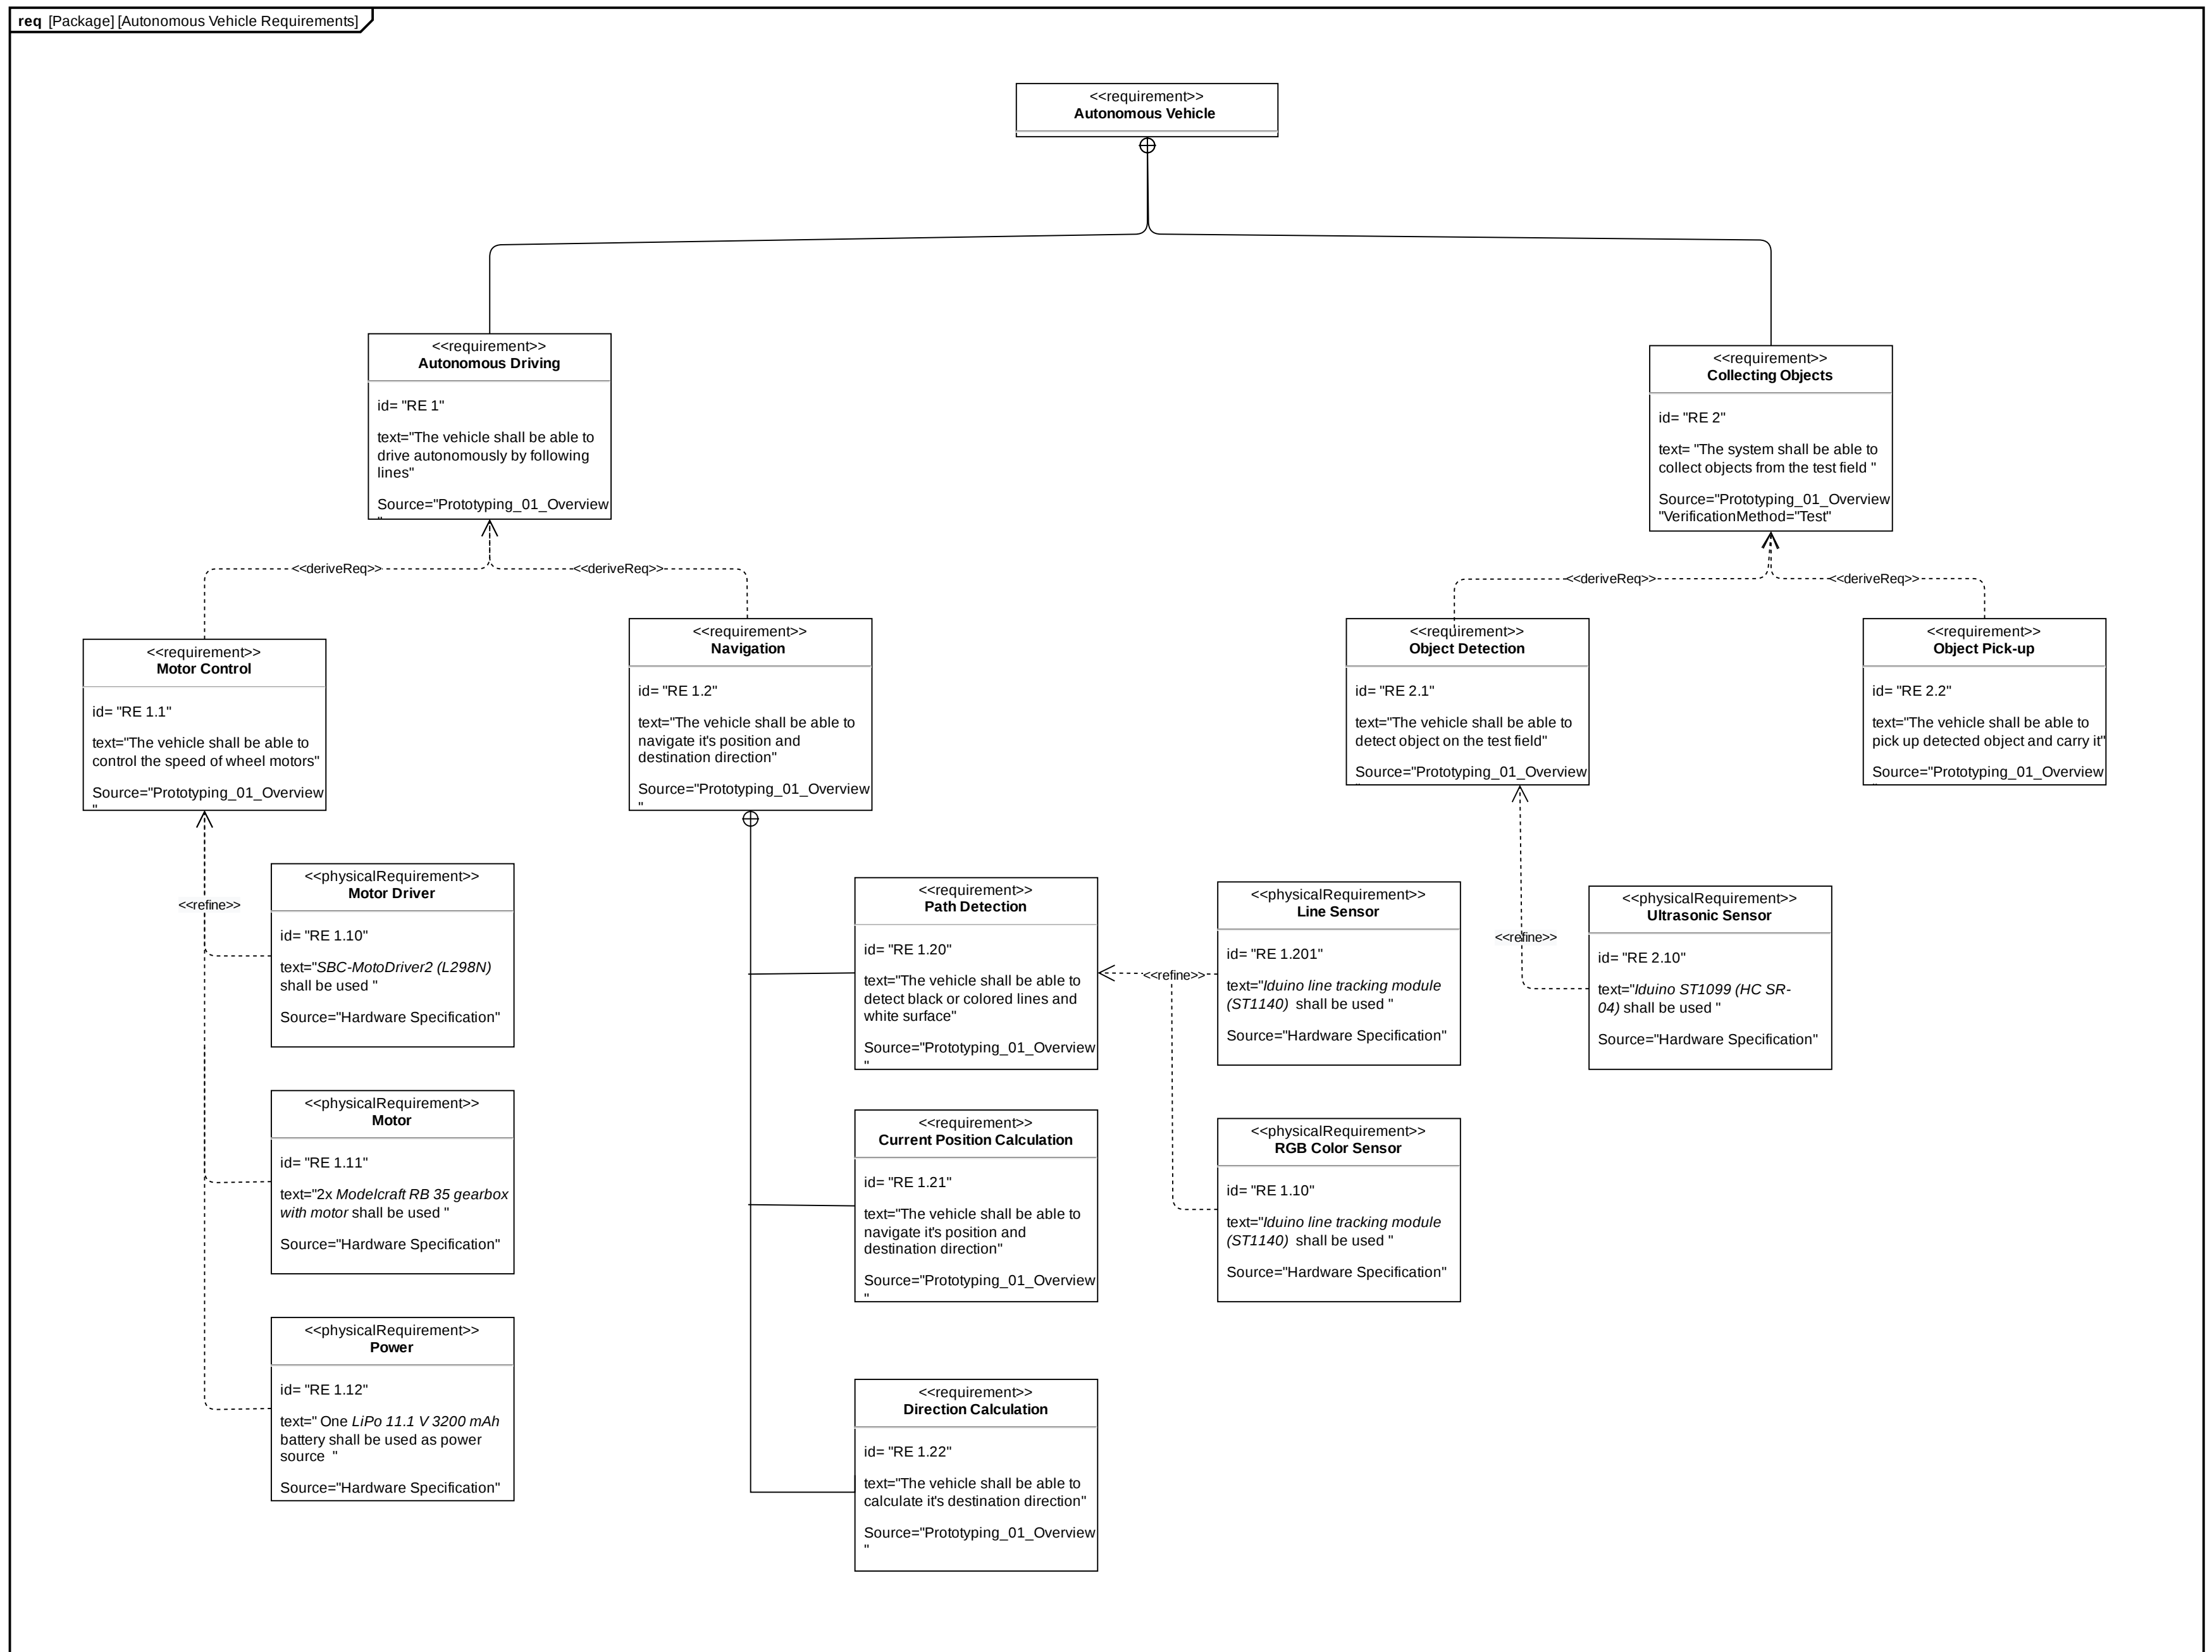 req [Package] [Autonomous Vehicle Requirements]
<<requirement>>
Autonomous Vehicle
<<requirement>>
Autonomous Driving
id= "RE 1"
text="The vehicle shall be able to
drive autonomously by following
lines"
Source="Prototyping_01_Overview
"
<<requirement>>
Collecting Objects
id= "RE 2"
text= "The system shall be able to
collect objects from the test field "
Source="Prototyping_01_Overview
"VerificationMethod="Test"
<<deriveReq>>
<<deriveReq>>
<<deriveReq>>
<<deriveReq>>
<<requirement>>
Motor Control
id= "RE 1.1"
text="The vehicle shall be able to
control the speed of wheel motors"
Source="Prototyping_01_Overview
"
<<requirement>>
Navigation
id= "RE 1.2"
text="The vehicle shall be able to
navigate it's position and
destination direction"
Source="Prototyping_01_Overview
"
<<requirement>>
Object Detection
id= "RE 2.1"
text="The vehicle shall be able to
detect object on the test field"
Source="Prototyping_01_Overview
"
<<requirement>>
Object Pick-up
id= "RE 2.2"
text="The vehicle shall be able to
pick up detected object and carry it"
Source="Prototyping_01_Overview
"
<<refine>>
<<physicalRequirement>>
Motor Driver
id= "RE 1.10"
text="SBC-MotoDriver2 (L298N)
shall be used "
Source="Hardware Specification"
<<requirement>>
Path Detection
id= "RE 1.20"
text="The vehicle shall be able to
detect black or colored lines and
white surface"
Source="Prototyping_01_Overview
"
<<refine>>
<<physicalRequirement>>
Line Sensor
id= "RE 1.201"
text="Iduino line tracking module
(ST1140)  shall be used "
Source="Hardware Specification"
<<refine>>
<<physicalRequirement>>
Ultrasonic Sensor
id= "RE 2.10"
text="Iduino ST1099 (HC SR-
04) shall be used "
Source="Hardware Specification"
<<physicalRequirement>>
Motor
id= "RE 1.11"
text="2x Modelcraft RB 35 gearbox
with motor shall be used "
Source="Hardware Specification"
<<requirement>>
Current Position Calculation
id= "RE 1.21"
text="The vehicle shall be able to
navigate it's position and
destination direction"
Source="Prototyping_01_Overview
"
<<physicalRequirement>>
RGB Color Sensor
id= "RE 1.10"
text="Iduino line tracking module
(ST1140)  shall be used "
Source="Hardware Specification"
<<physicalRequirement>>
Power
id= "RE 1.12"
text=" One LiPo 11.1 V 3200 mAh
battery shall be used as power
source  "
Source="Hardware Specification"
<<requirement>>
Direction Calculation
id= "RE 1.22"
text="The vehicle shall be able to
calculate it's destination direction"
Source="Prototyping_01_Overview
"